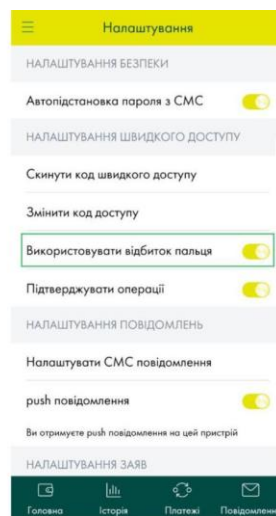 Налаштування
НАЛАШТУВАННЯ БЕЗПЕКИ
Автопідстановка пароля з СМС
НАЛАШТУВАННЯ ШВИДКОГО ДОСТУПУ
Скинути код швидкого доступу
Змінити код доступу
Використовувати відбиток пальця
Підтверджувати операції
НАЛАШТУВАННЯ ПОВІДОМЛЕНЬ
Налаштувати СМС повідомлення
push повідомлення
Ви отримуєте push повідомлення на цей пристрій
НАЛАШТУВАННЯ ЗАЯВ
Головна Історія Платежі Повідомленн